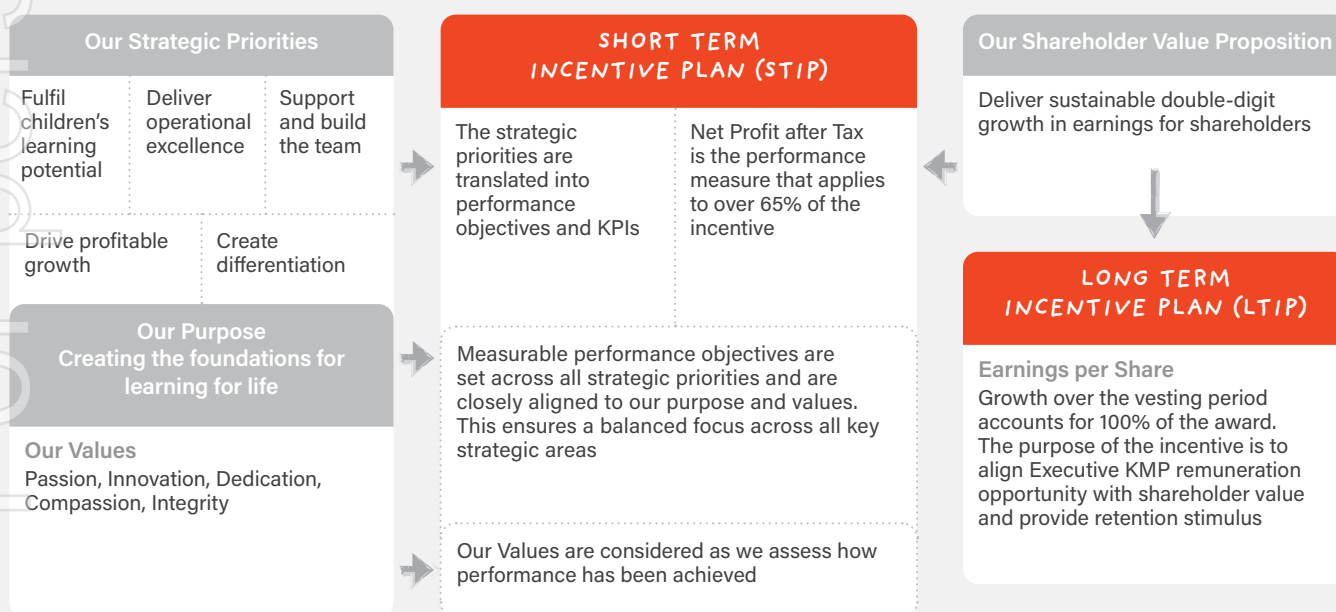 Our Strategic Priorities
Fulfil
children's
learning
potential
Deliver
operational
excellence
Support
and build
the team
Drive profitable
growth
Create
differentiation
Our Purpose
Creating the foundations for
learning for life
Our Values
Passion, Innovation, Dedication,
Compassion, Integrity
SHORT TERM
INCENTIVE PLAN (STIP)
The strategic
priorities are
translated into
performance
objectives and KPIs
Net Profit after Tax
is the performance
measure that applies
to over 65% of the
incentive
Measurable performance objectives are
set across all strategic priorities and are
closely aligned to our purpose and values.
This ensures a balanced focus across all key
strategic areas
Our Values are considered as we assess how
performance has been achieved
Our Shareholder Value Proposition
Deliver sustainable double-digit
growth in earnings for shareholders
LONG TERM
INCENTIVE PLAN (LTIP)
Earnings per Share
Growth over the vesting period
accounts for 100% of the award.
The purpose of the incentive is to
align Executive KMP remuneration
opportunity with shareholder value
and provide retention stimulus